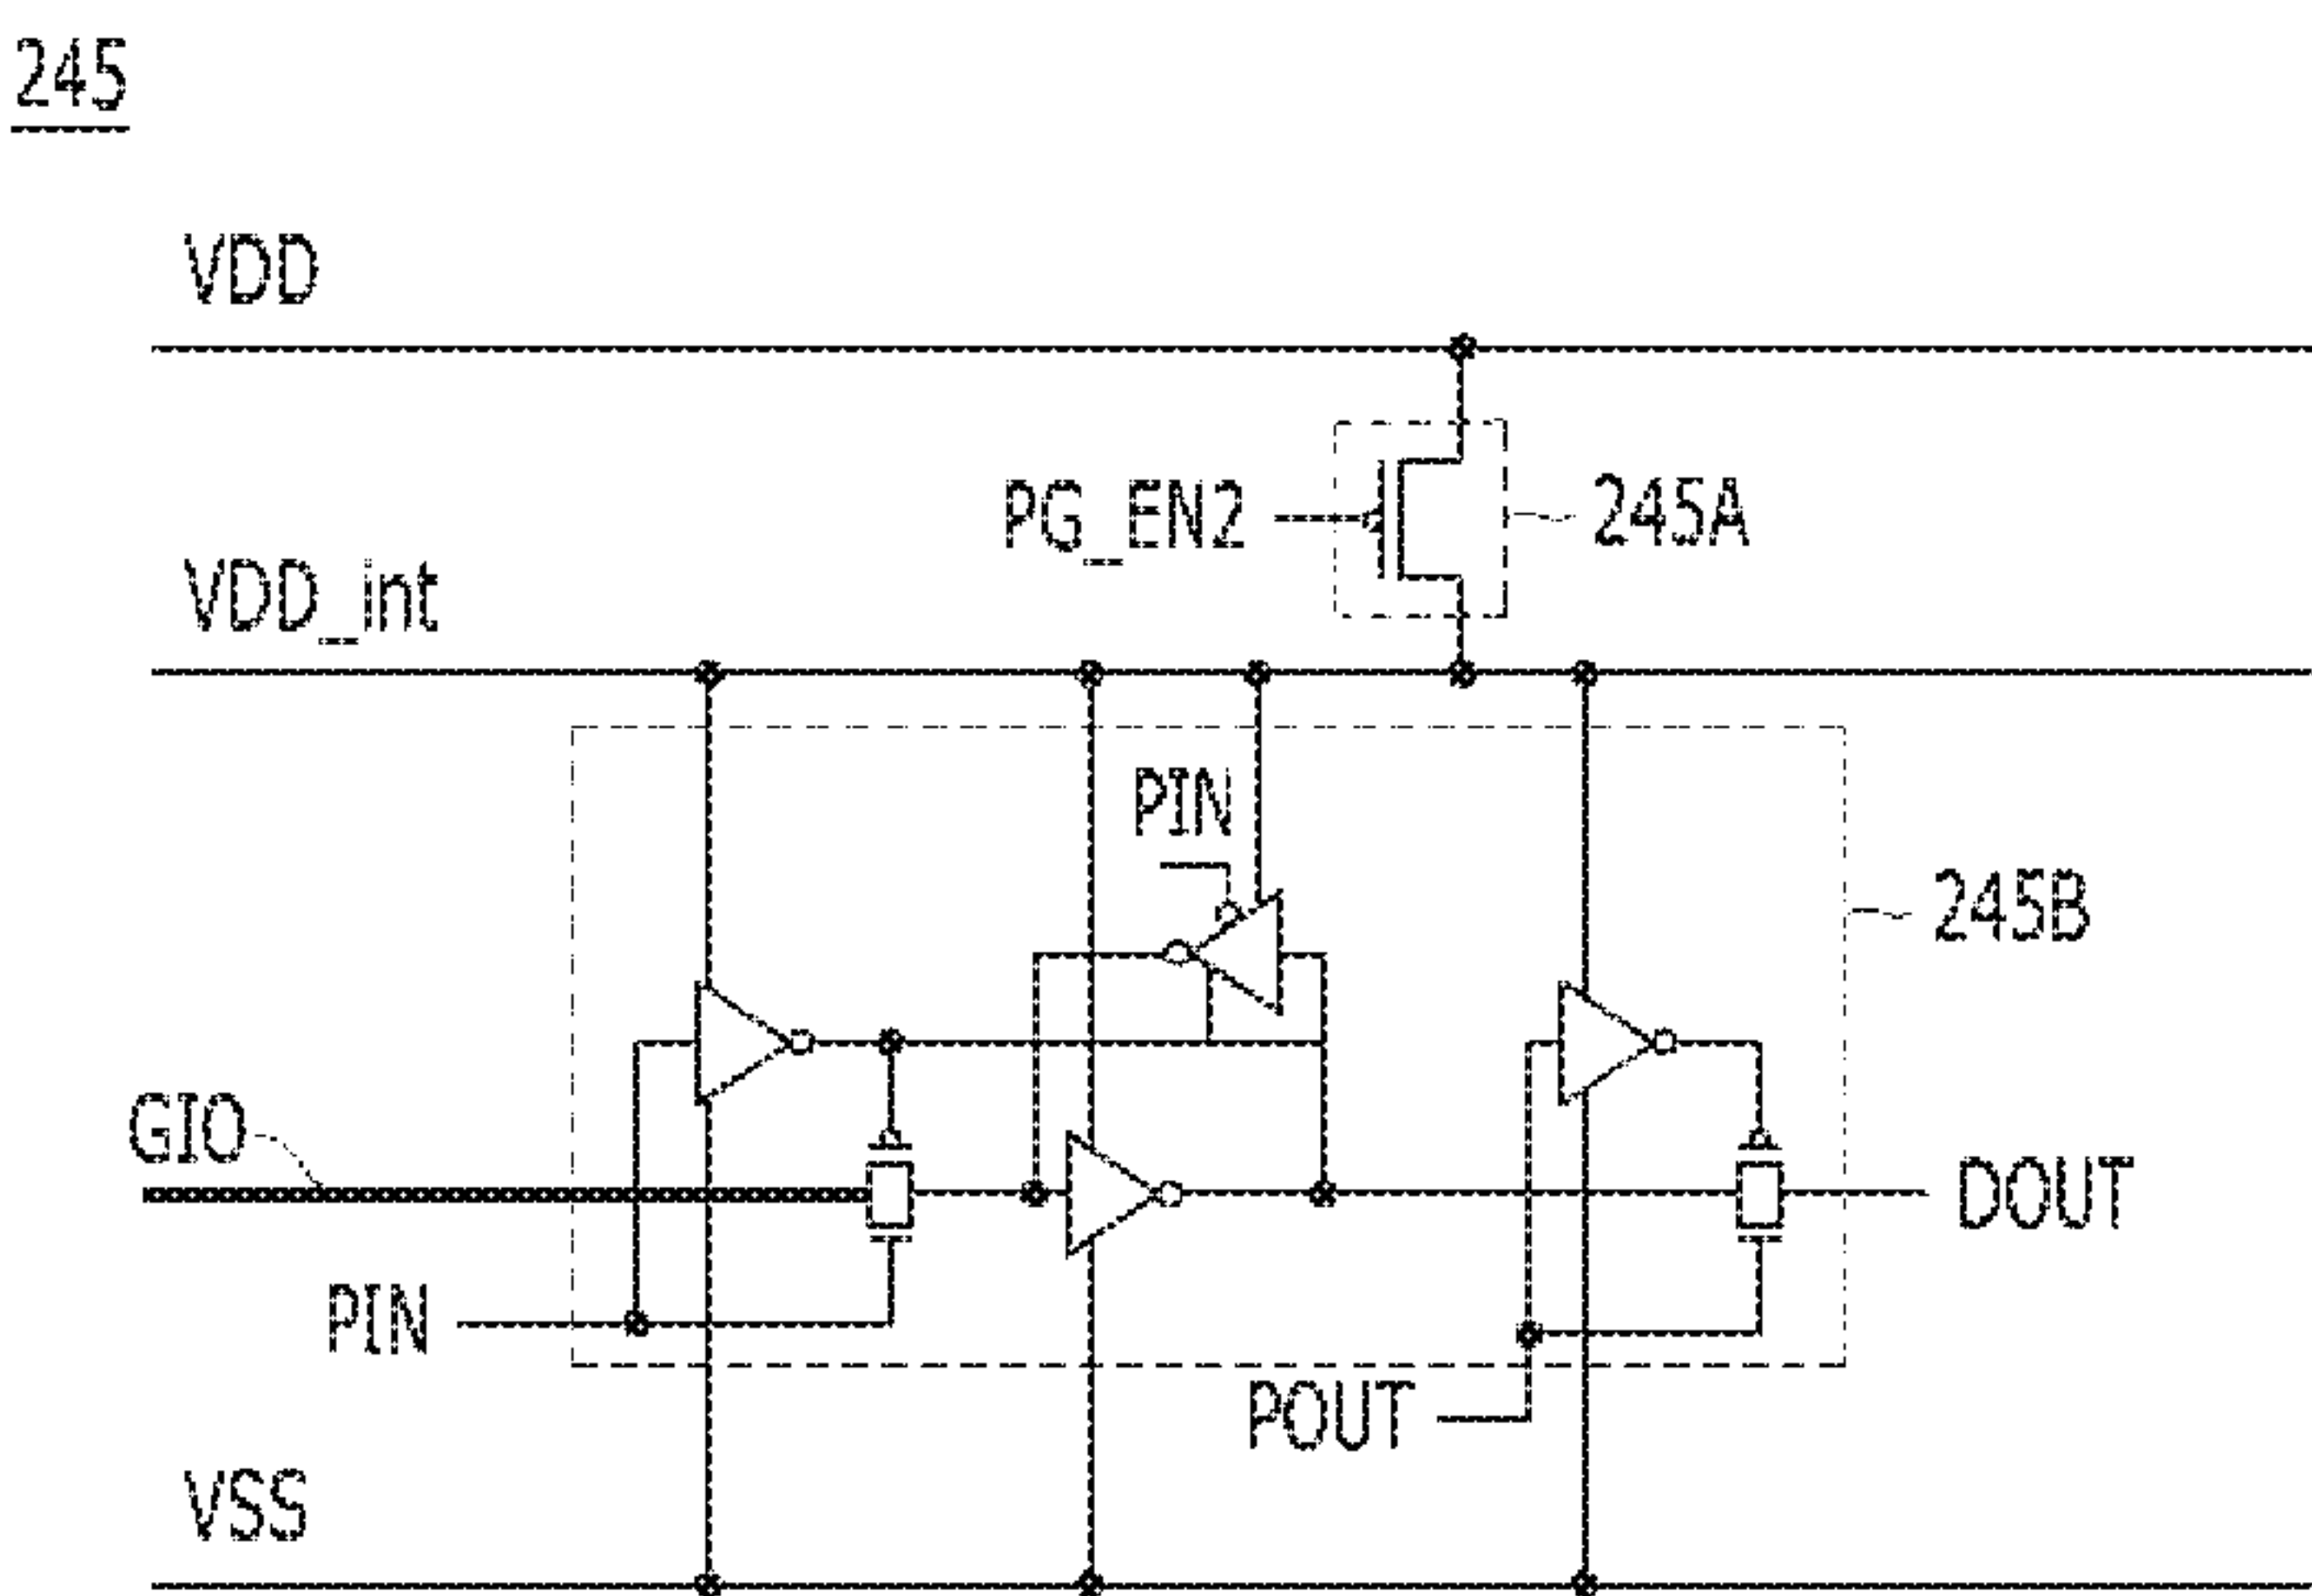 245
VDD
PG_EN2
245A
VDD_int
PIN
245B
GIO
DOUT
PIN
POUT
VSS